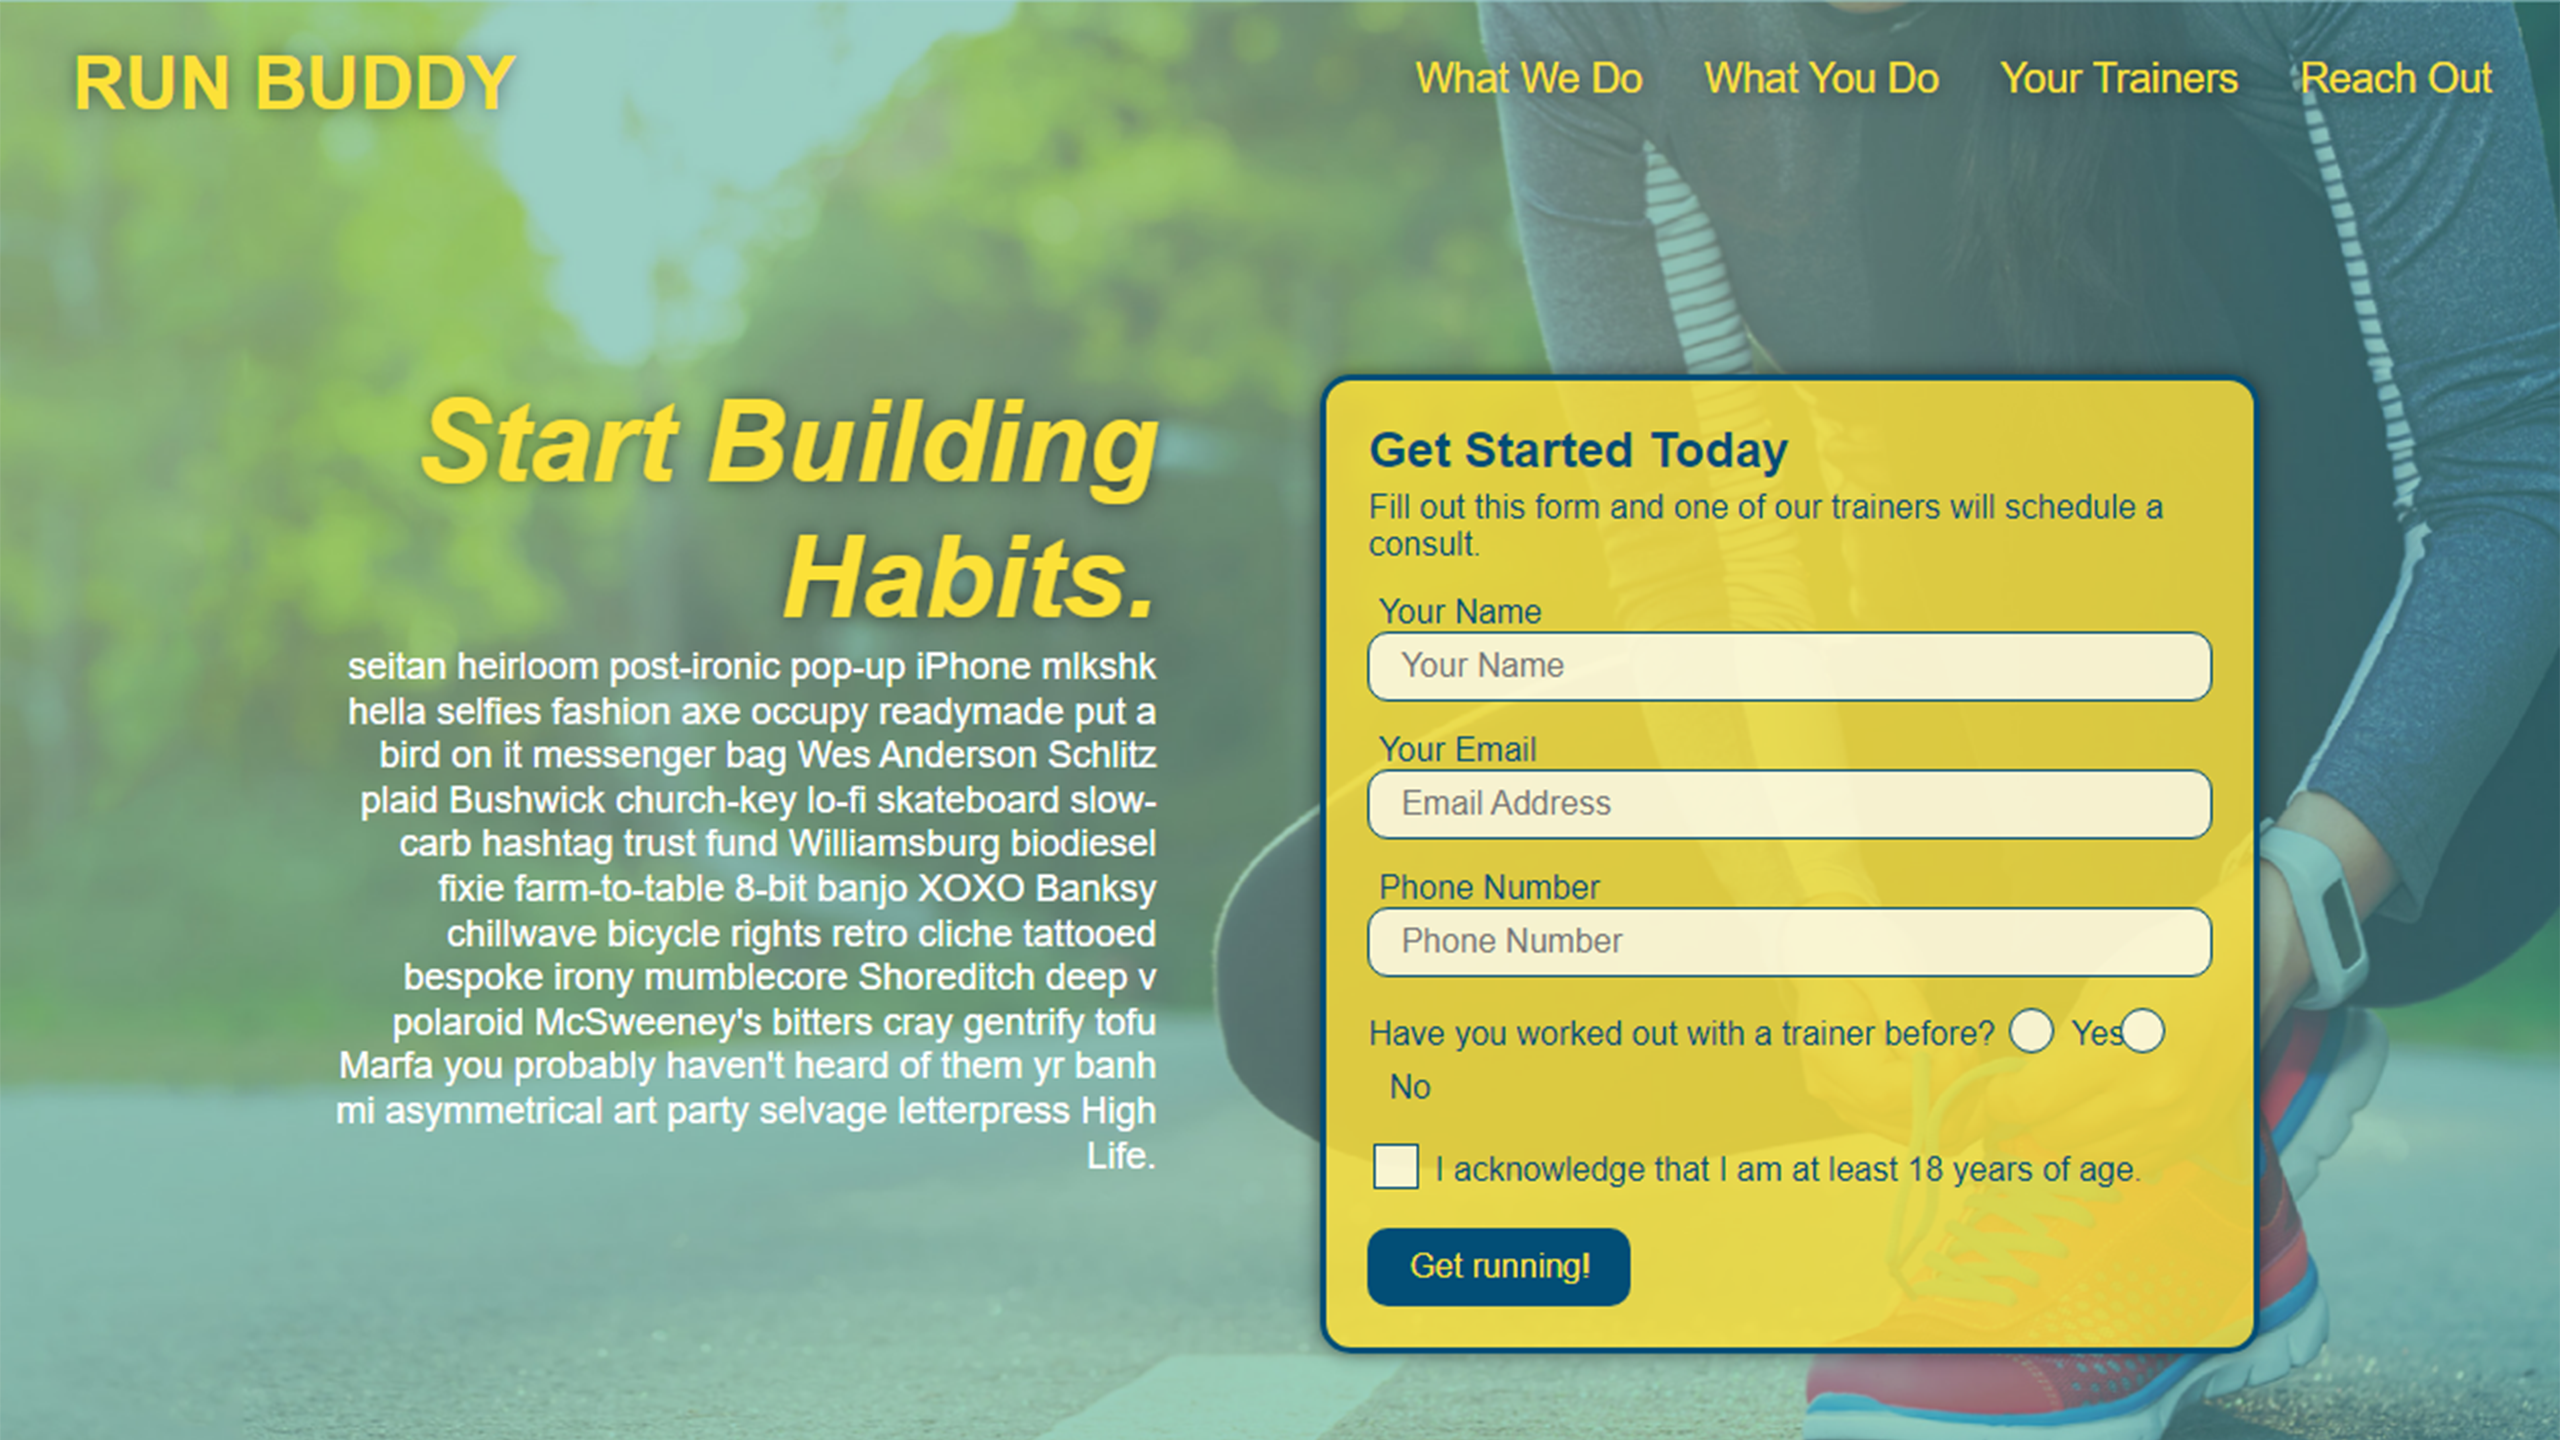 RUN BUDDY
What We Do What You Do Your Trainers Reach Out
Start Building
Habits.
seitan heirloom post-ironic pop-up iPhone mlkshk
hella selfies fashion axe occupy readymade put a
bird on it messenger bag Wes Anderson Schlitz
plaid Bushwick church-key lo-fi skateboard slow-
carb hashtag trust fund Williamsburg biodiesel
fixie farm-to-table 8-bit banjo XOXO Banksy
chillwave bicycle rights retro cliche tattooed
bespoke irony mumblecore Shoreditch deep v
polaroid McSweeney's bitters cray gentrify tofu
Marfa you probably haven't heard of them yr banh
mi asymmetrical art party selvage letterpress High
Life.
Get Started Today
Fill out this form and one of our trainers will schedule a
consult.
Your Name
Your Name
Your Email
Email Address
Phone Number
Phone Number
Have you worked out with a trainer before? Yes
No
I acknowledge that I am at least 18 years of age.
Get running!